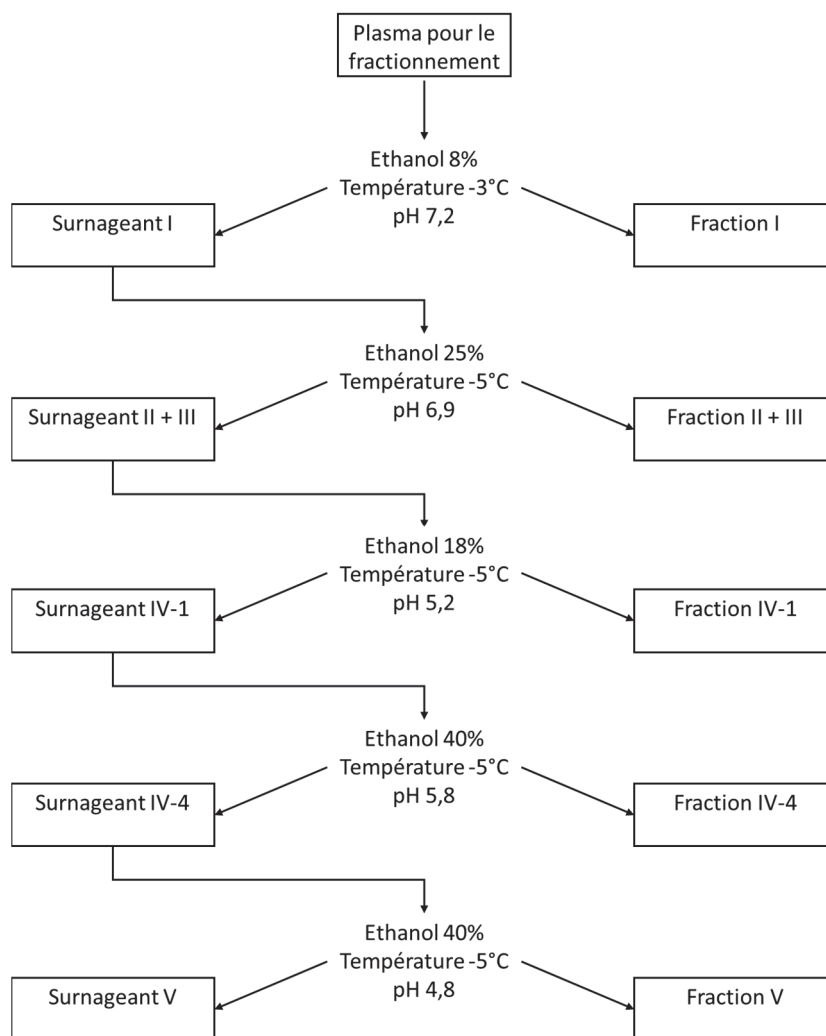 Plasma pour le
fractionnement
Ethanol 8%
Température -3°C
pH 7,2
Surnageant I
Fraction I
Ethanol 25%
Température -5°C
pH 6,9
Surnageant II + III
Fraction II + III
Ethanol 18%
Température -5°C
pH 5,2
Surnageant IV-1
Fraction IV-1
Ethanol 40%
Température -5°C
pH 5,8
Surnageant IV-4
Fraction IV-4
Ethanol 40%
Température -5°C
pH 4,8
Surnageant V
Fraction V